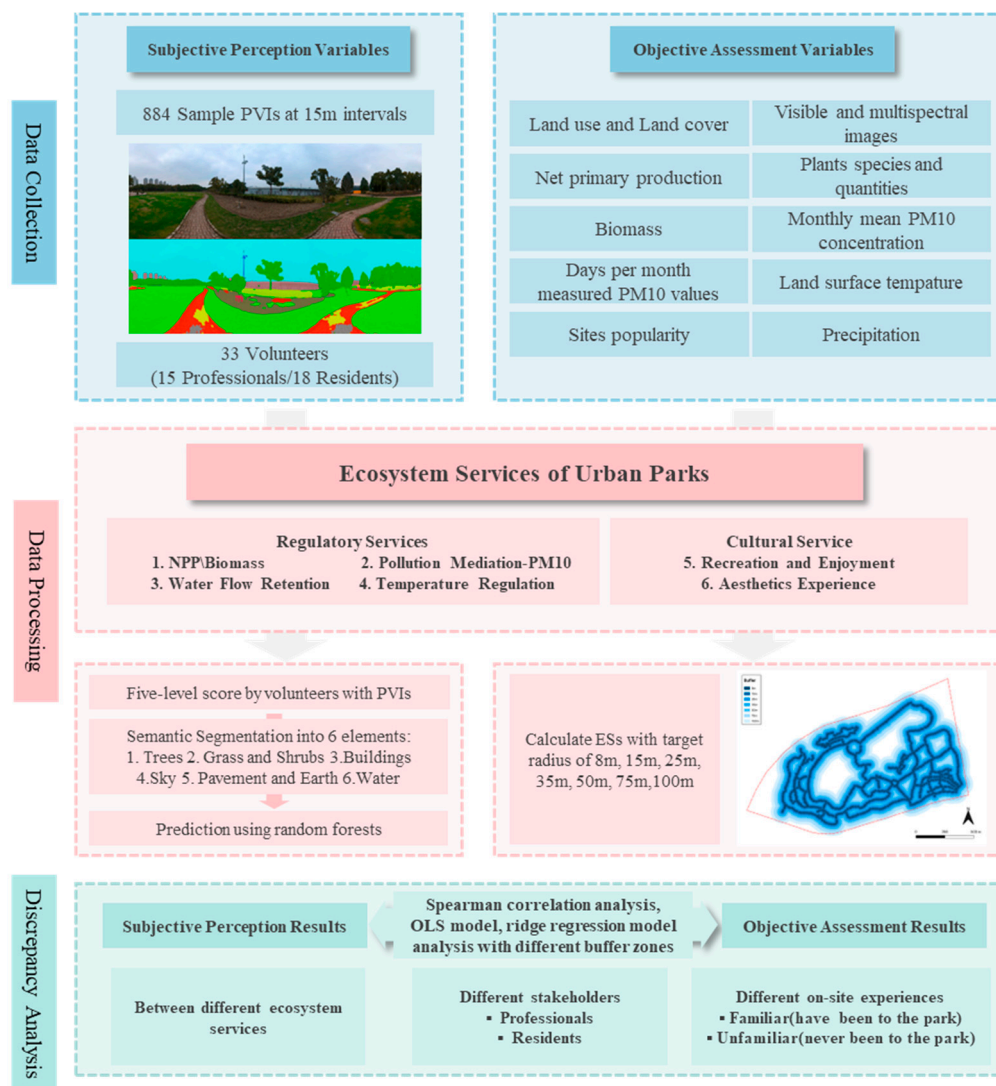 Data Collection
Subjective Perception Variables
884 Sample PVIs at 15m intervals
33 Volunteers
(15 Professionals/18 Residents)
Objective Assessment Variables
Land use and Land cover
Visible and multispectral
images
Net primary production
Plants species and
quantities
Biomass
Monthly mean PM10
concentration
Days per month
measured PM10 values
Land surface tempature
Sites popularity
Precipitation
Data Processing
Ecosystem Services of Urban Parks
Regulatory Services
1. NPP\Biomass 2. Pollution Mediation-PM10
3. Water Flow Retention 4. Temperature Regulation
Cultural Service
5. Recreation and Enjoyment
6. Aesthetics Experience
Five-level score by volunteers with PVIs
Semantic Segmentation into 6 elements:
1. Trees 2. Grass and Shrubs 3.Buildings
4.Sky 5. Pavement and Earth 6.Water
Prediction using random forests
Calculate ESs with target
radius of 8m, 15m, 25m,
35m, 50m, 75m,100m
Buffer
N
Discrepancy Analysis
Subjective Perception Results
Spearman correlation analysis,
OLS model, ridge regression model
analysis with different buffer zones
Objective Assessment Results
Between different ecosystem
services
Different stakeholders
▪ Professionals
▪ Residents
Different on-site experiences
▪ Familiar(have been to the park)
▪ Unfamiliar(never been to the park)